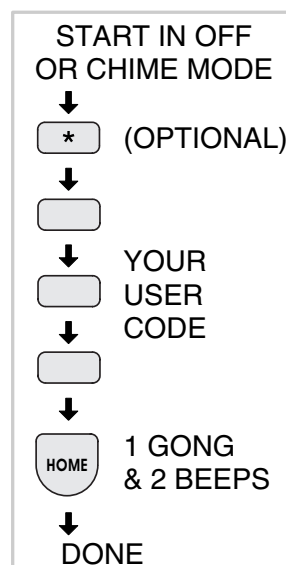 START IN OFF
OR CHIME MODE
* (OPTIONAL)
YOUR
USER
CODE
HOME
1 GONG
& 2 BEEPS
DONE